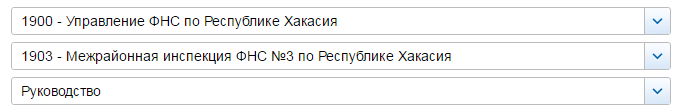 1900 - Управление ФНС по Республике Хакасия
1903 - Межрайонная инспекция ФНС №3 по Республике Хакасия
Руководство